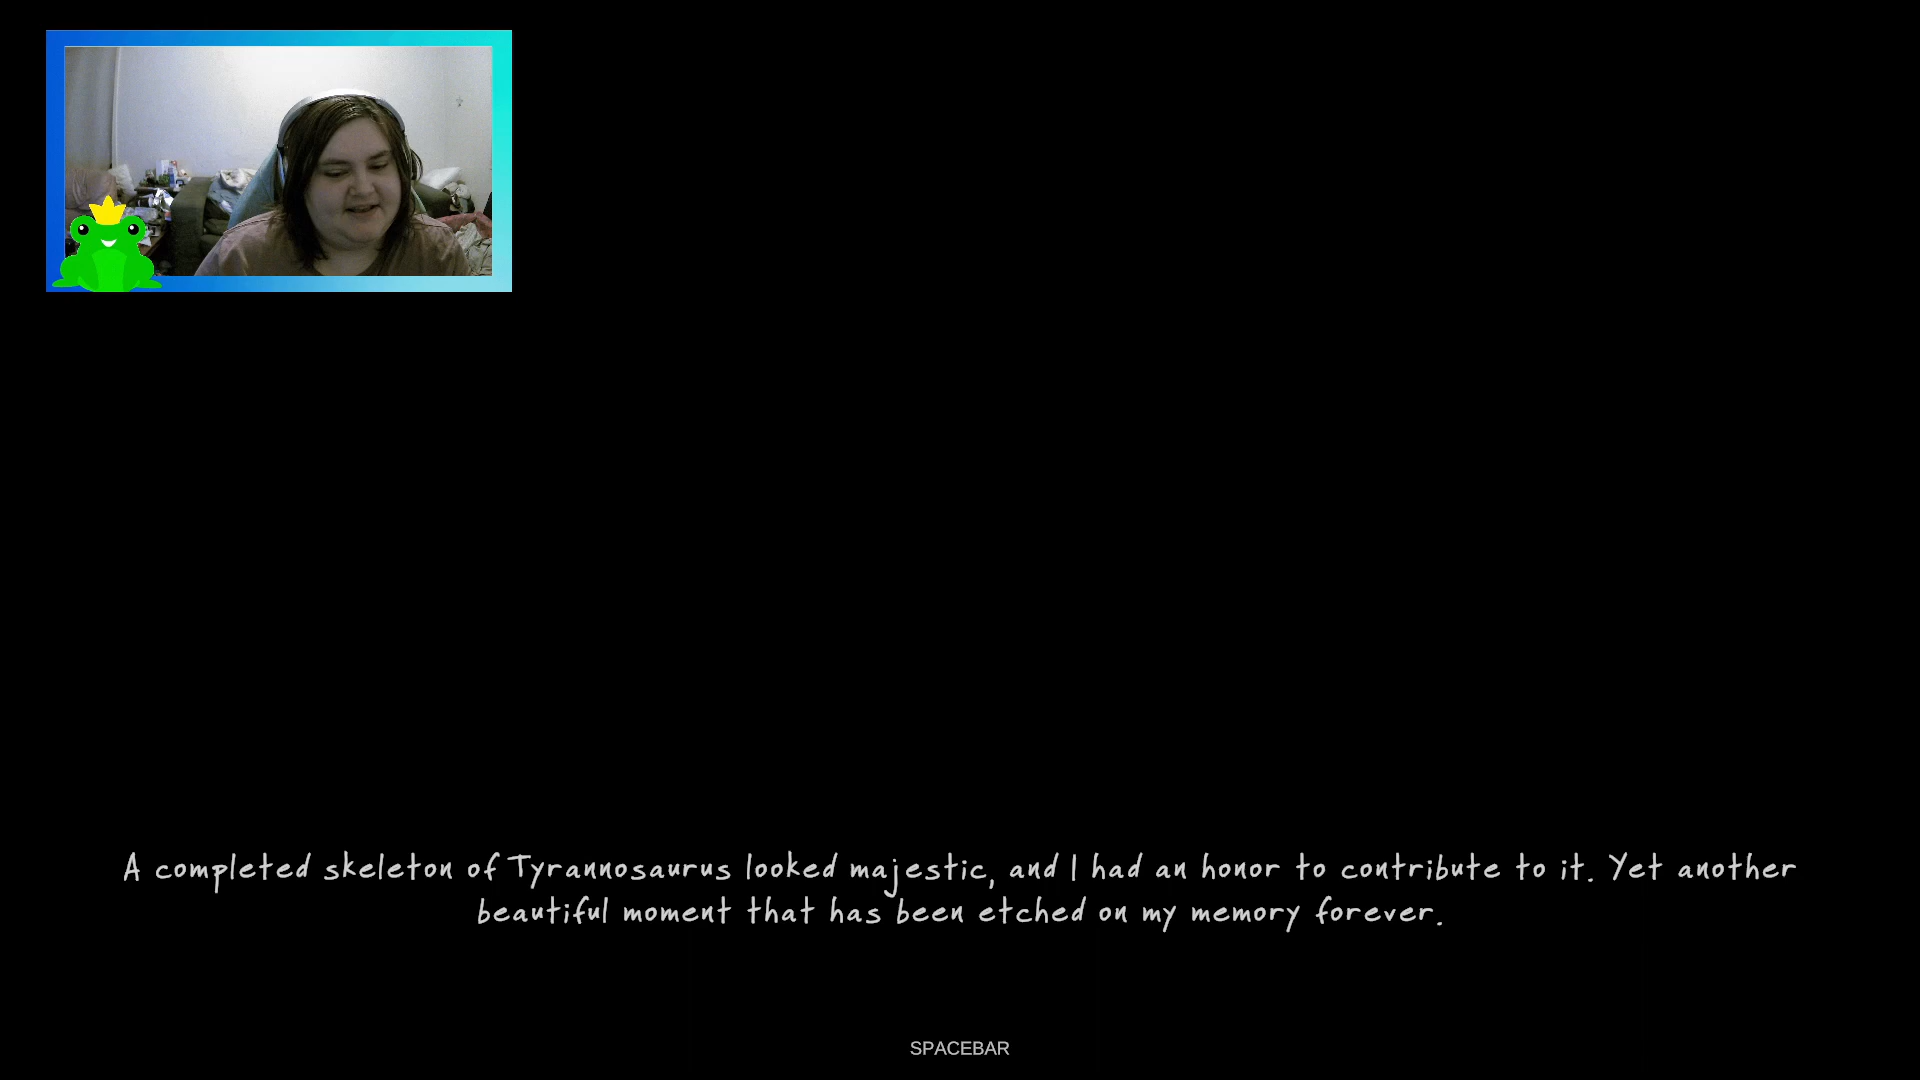 A completed skeleton of Tyrannosaurus looked majestic, and I had an honor to contribute to it. Yet another
beautiful moment that has been etched on my memory forever.
SPACEBAR